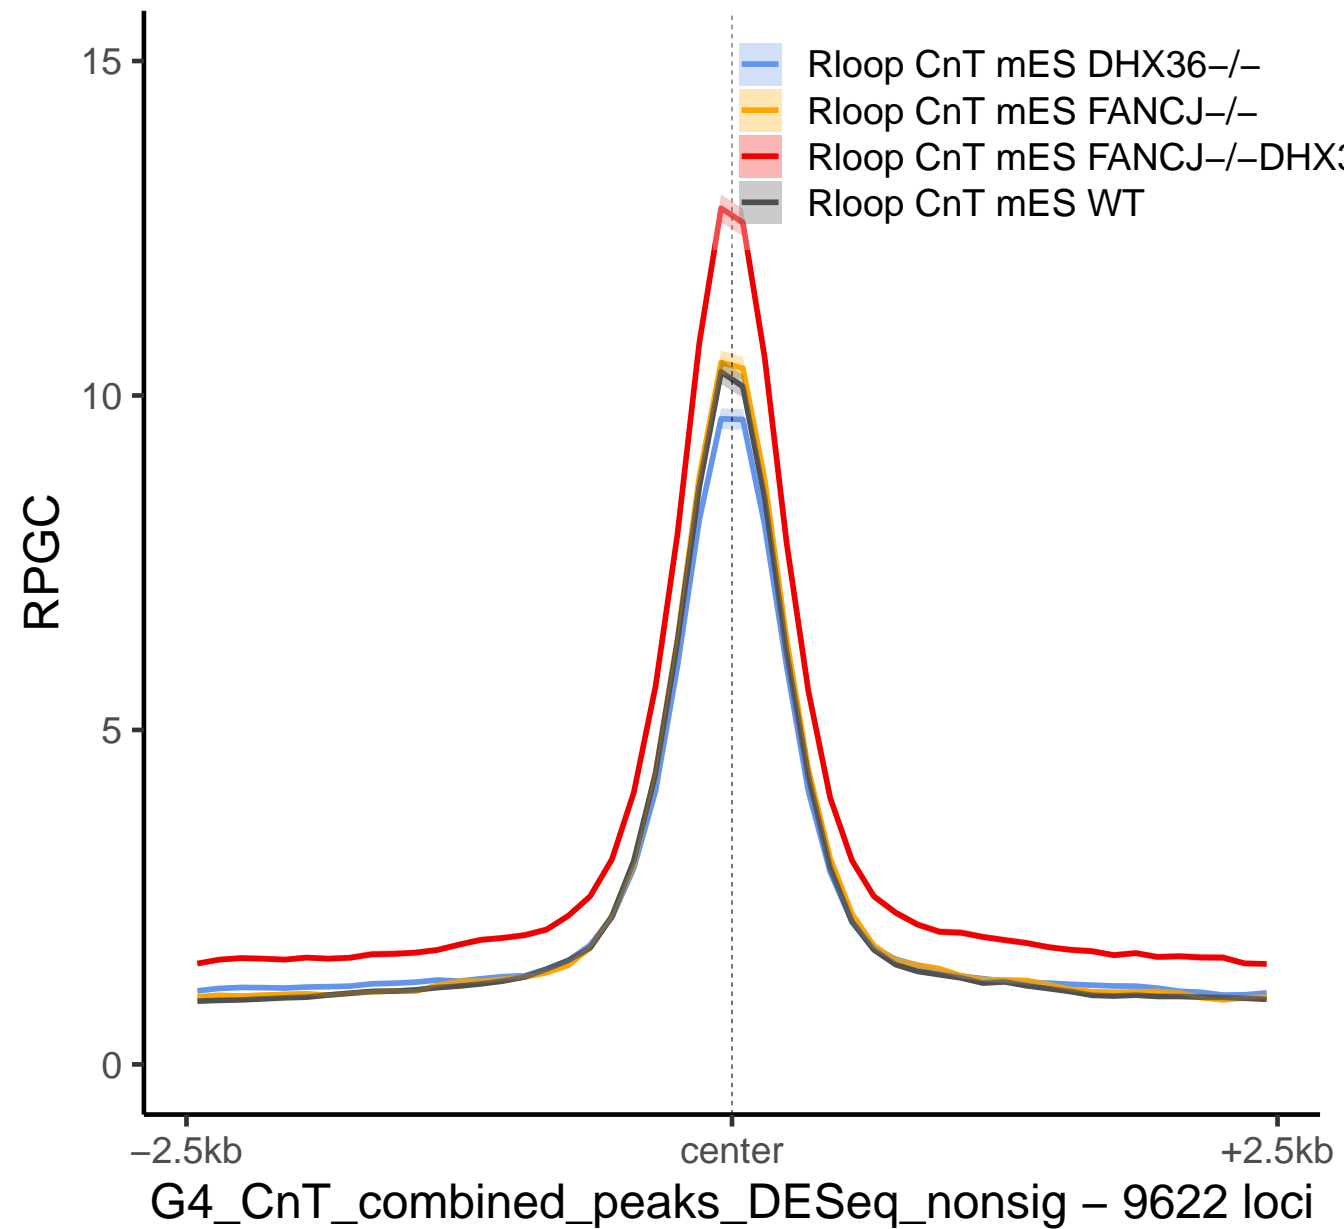 15
Rloop CnT mES DHX36−/−
Rloop CnT mES FANCJ−/−
Rloop CnT mES FANCJ−/−DHX3
Rloop CnT mES WT
10
RPGC
5
0
−2.5kb center +2.5kb
G4_CnT_combined_peaks_DESeq_nonsig − 9622 loci